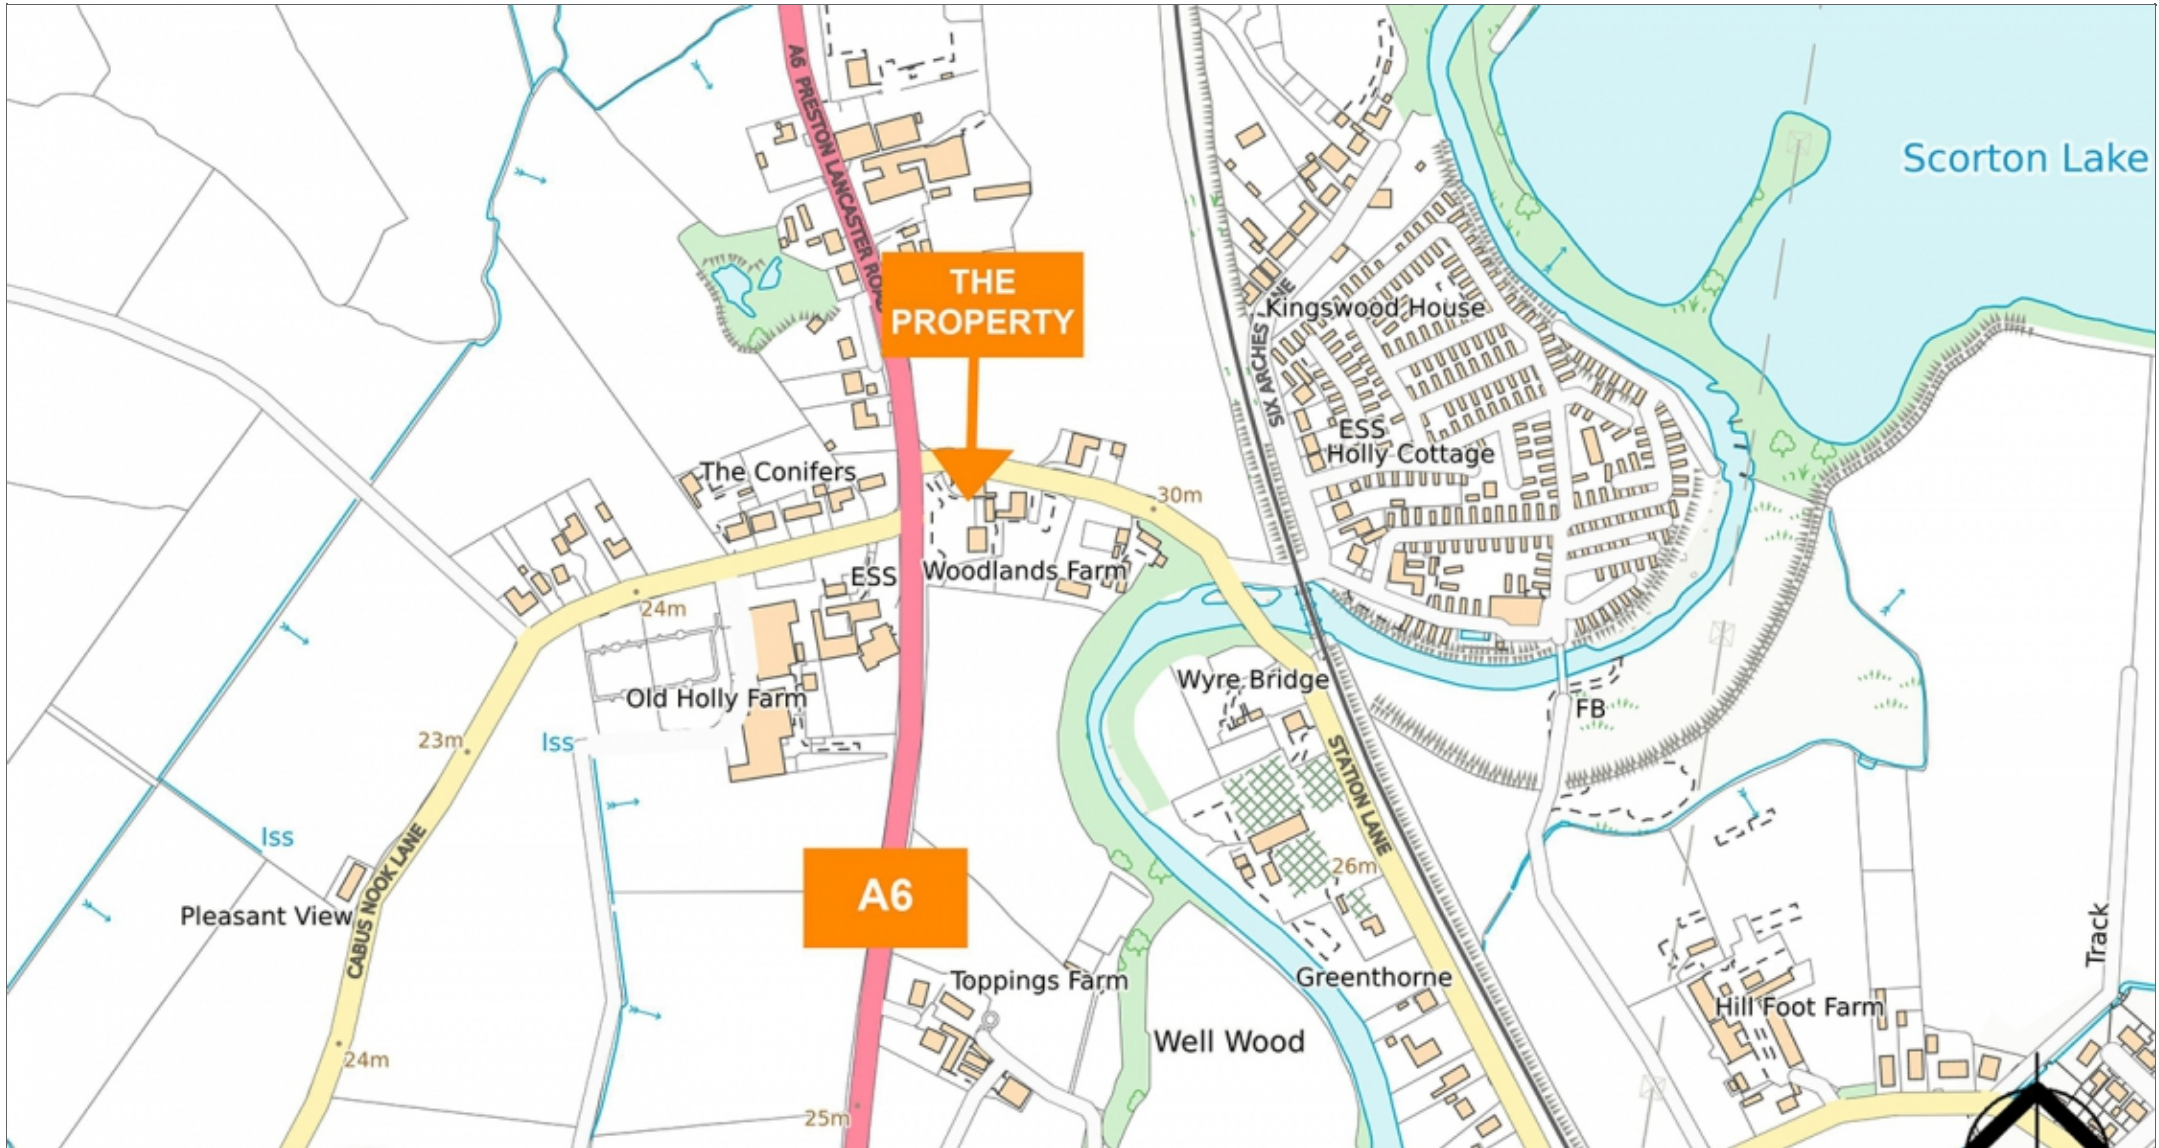 A6 PRESTON LANCASTER ROAD
Scorton Lake
THE
PROPERTY
Kingswood House
SIX ARCHES LANE
ESS
Holly Cottage
The Conifers
30m
ESS
Woodlands Farm
24m
Old Holly Farm
Wyre Bridge
FB
23m
Iss
STATION LANE
Iss
CABUS NOOK LANE
26m
A6
Pleasant View
Track
Toppings Farm
Greenthorne
Hill Foot Farm
Well Wood
24m
25m